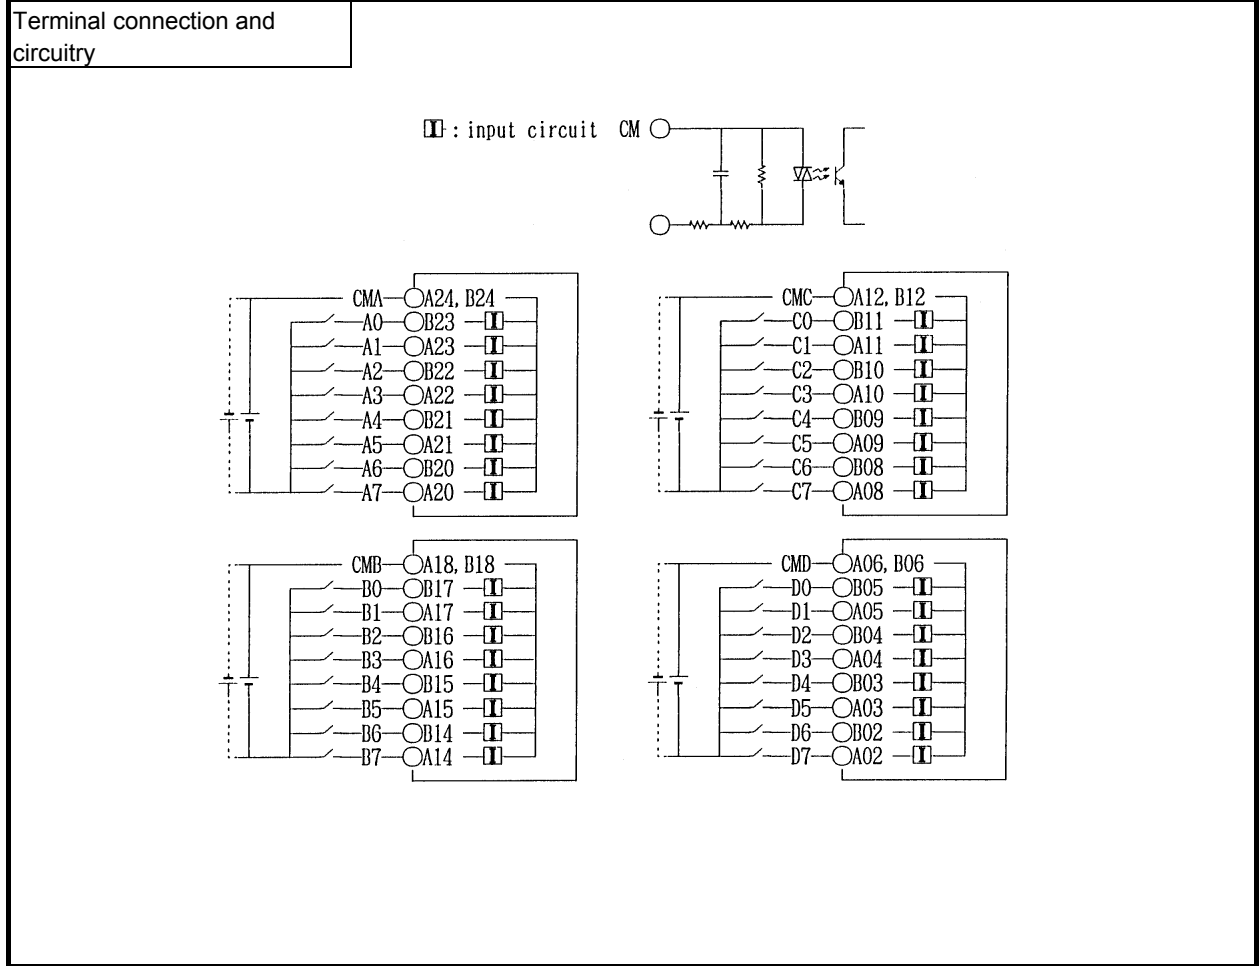 Terminal connection and
circuitry
I : input circuit CM
CMA A24, B24
A0 B23 I
A1 A23 I
A2 B22 I
A3 A22 I
A4 B21 I
A5 A21 I
A6 B20 I
A7 A20 I
CMC A12, B12
C0 B11 I
C1 A11 I
C2 B10 I
C3 A10 I
C4 B09 I
C5 A09 I
C6 B08 I
C7 A08 I
CMB A18, B18
B0 B17 I
B1 A17 I
B2 B16 I
B3 A16 I
B4 B15 I
B5 A15 I
B6 B14 I
B7 A14 I
CMD A06, B06
D0 B05 I
D1 A05 I
D2 B04 I
D3 A04 I
D4 B03 I
D5 A03 I
D6 B02 I
D7 A02 I